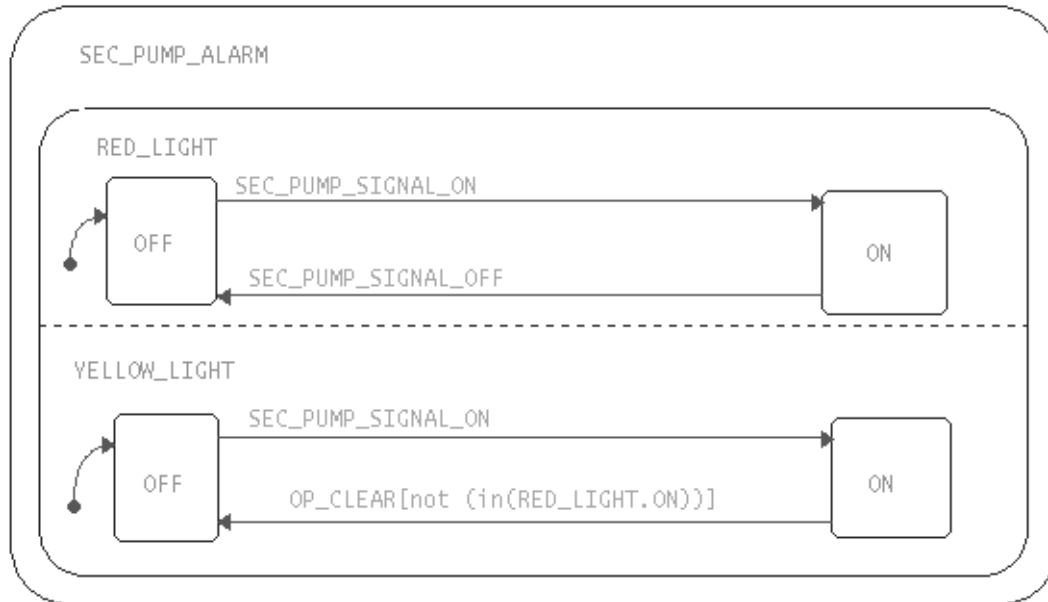 SEC_PUMP_ALARM
RED_LIGHT
SEC_PUMP_SIGNAL_ON
OFF
ON
SEC_PUMP_SIGNAL_OFF
YELLOW_LIGHT
SEC_PUMP_SIGNAL_ON
OFF
ON
OP_CLEAR[not (in(RED_LIGHT.ON))]